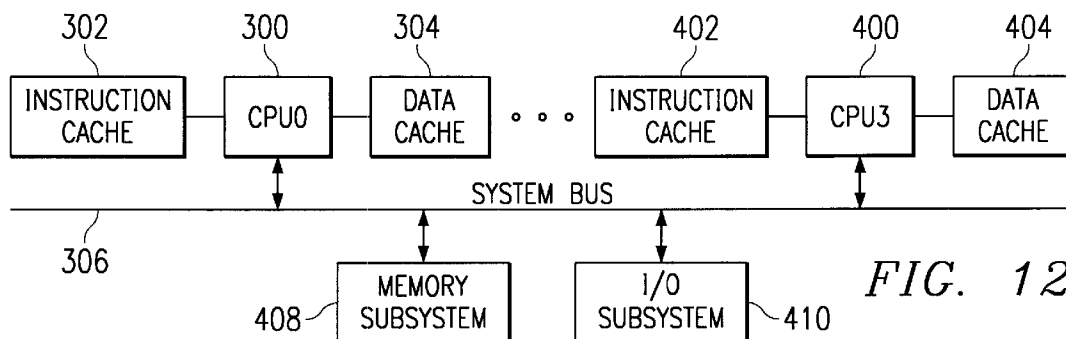 302 300 304 402 400 404
INSTRUCTION CACHE
CPU0
DATA CACHE
INSTRUCTION CACHE
CPU3
DATA CACHE
SYSTEM BUS
306
MEMORY SUBSYSTEM
408
I/O SUBSYSTEM
410
FIG. 12